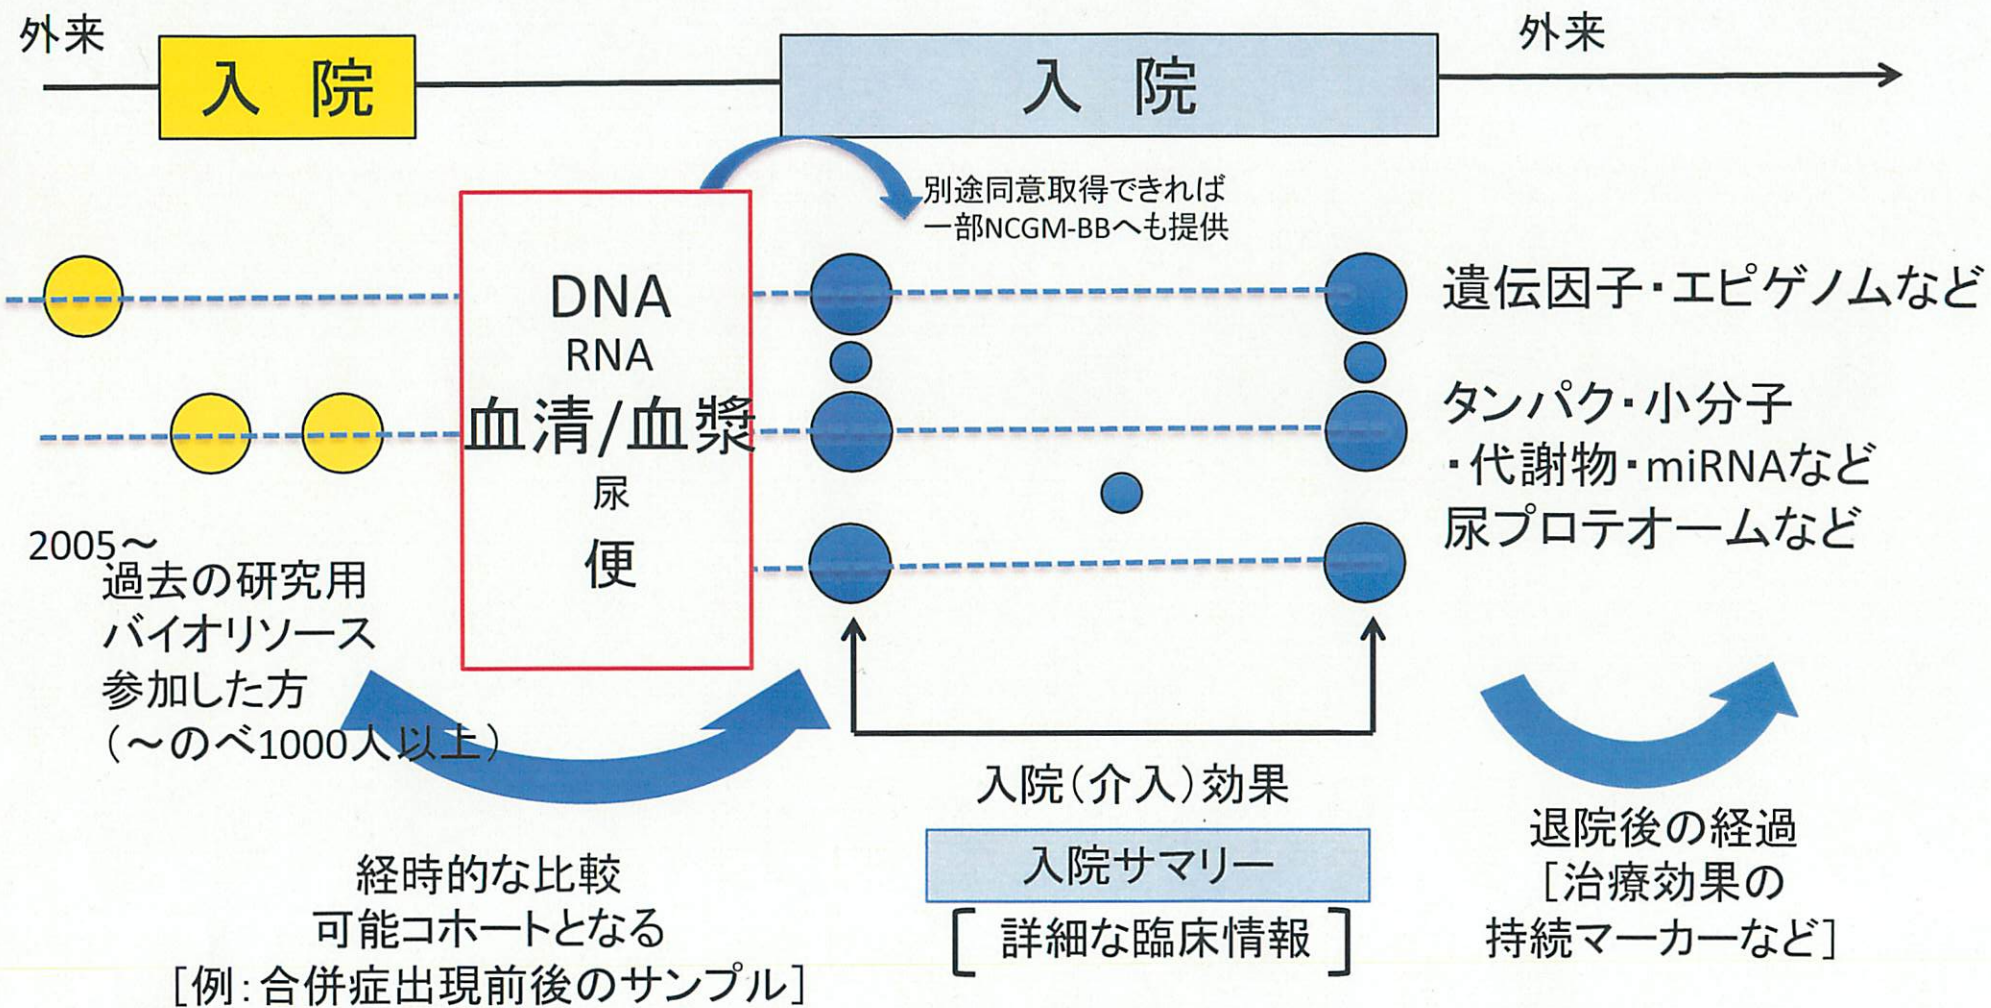 外来
入 院
入 院
外来
別途同意取得できれば
一部NCGM-BBへも提供
DNA
RNA
血清/血漿
尿
便
遺伝因子・エピゲノムなど
タンパク・小分子
・代謝物・miRNAなど
尿プロテオームなど
2005～
過去の研究用
バイオリソース
参加した方
（～のべ1000人以上）
経時的な比較
可能コホートとなる
[例：合併症出現前後のサンプル]
入院（介入）効果
入院サマリー
[詳細な臨床情報]
退院後の経過
[治療効果の
持続マーカーなど]